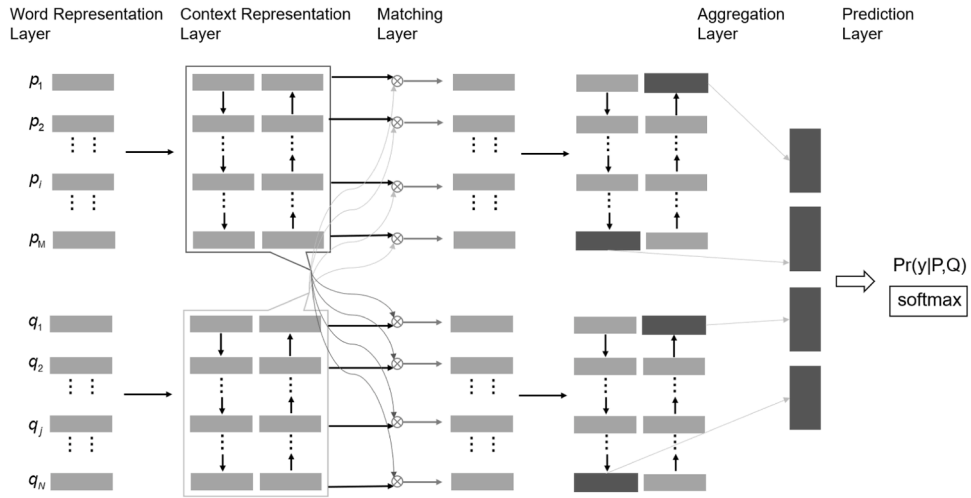 Word Representation
Layer
Context Representation
Layer
Matching
Layer
Aggregation
Layer
Prediction
Layer
p1
p2
pi
pM
q1
q2
qj
qN
Pr(y|P,Q)
softmax